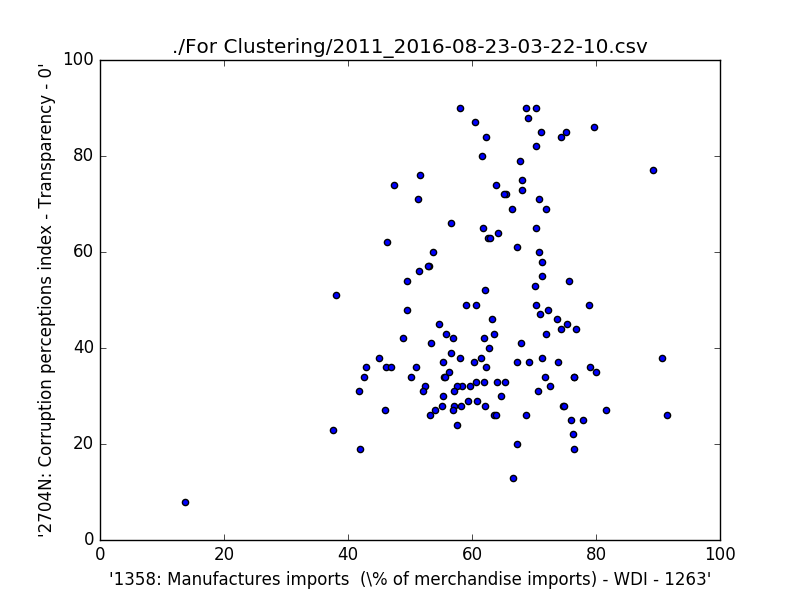 ./For Clustering/2011_2016-08-23-03-22-10.csv
100
80
60
40
20
0
'2704N: Corruption perceptions index - Transparency - 0'
0 20 40 60 80 100
'1358: Manufactures imports (\% of merchandise imports) - WDI - 1263'